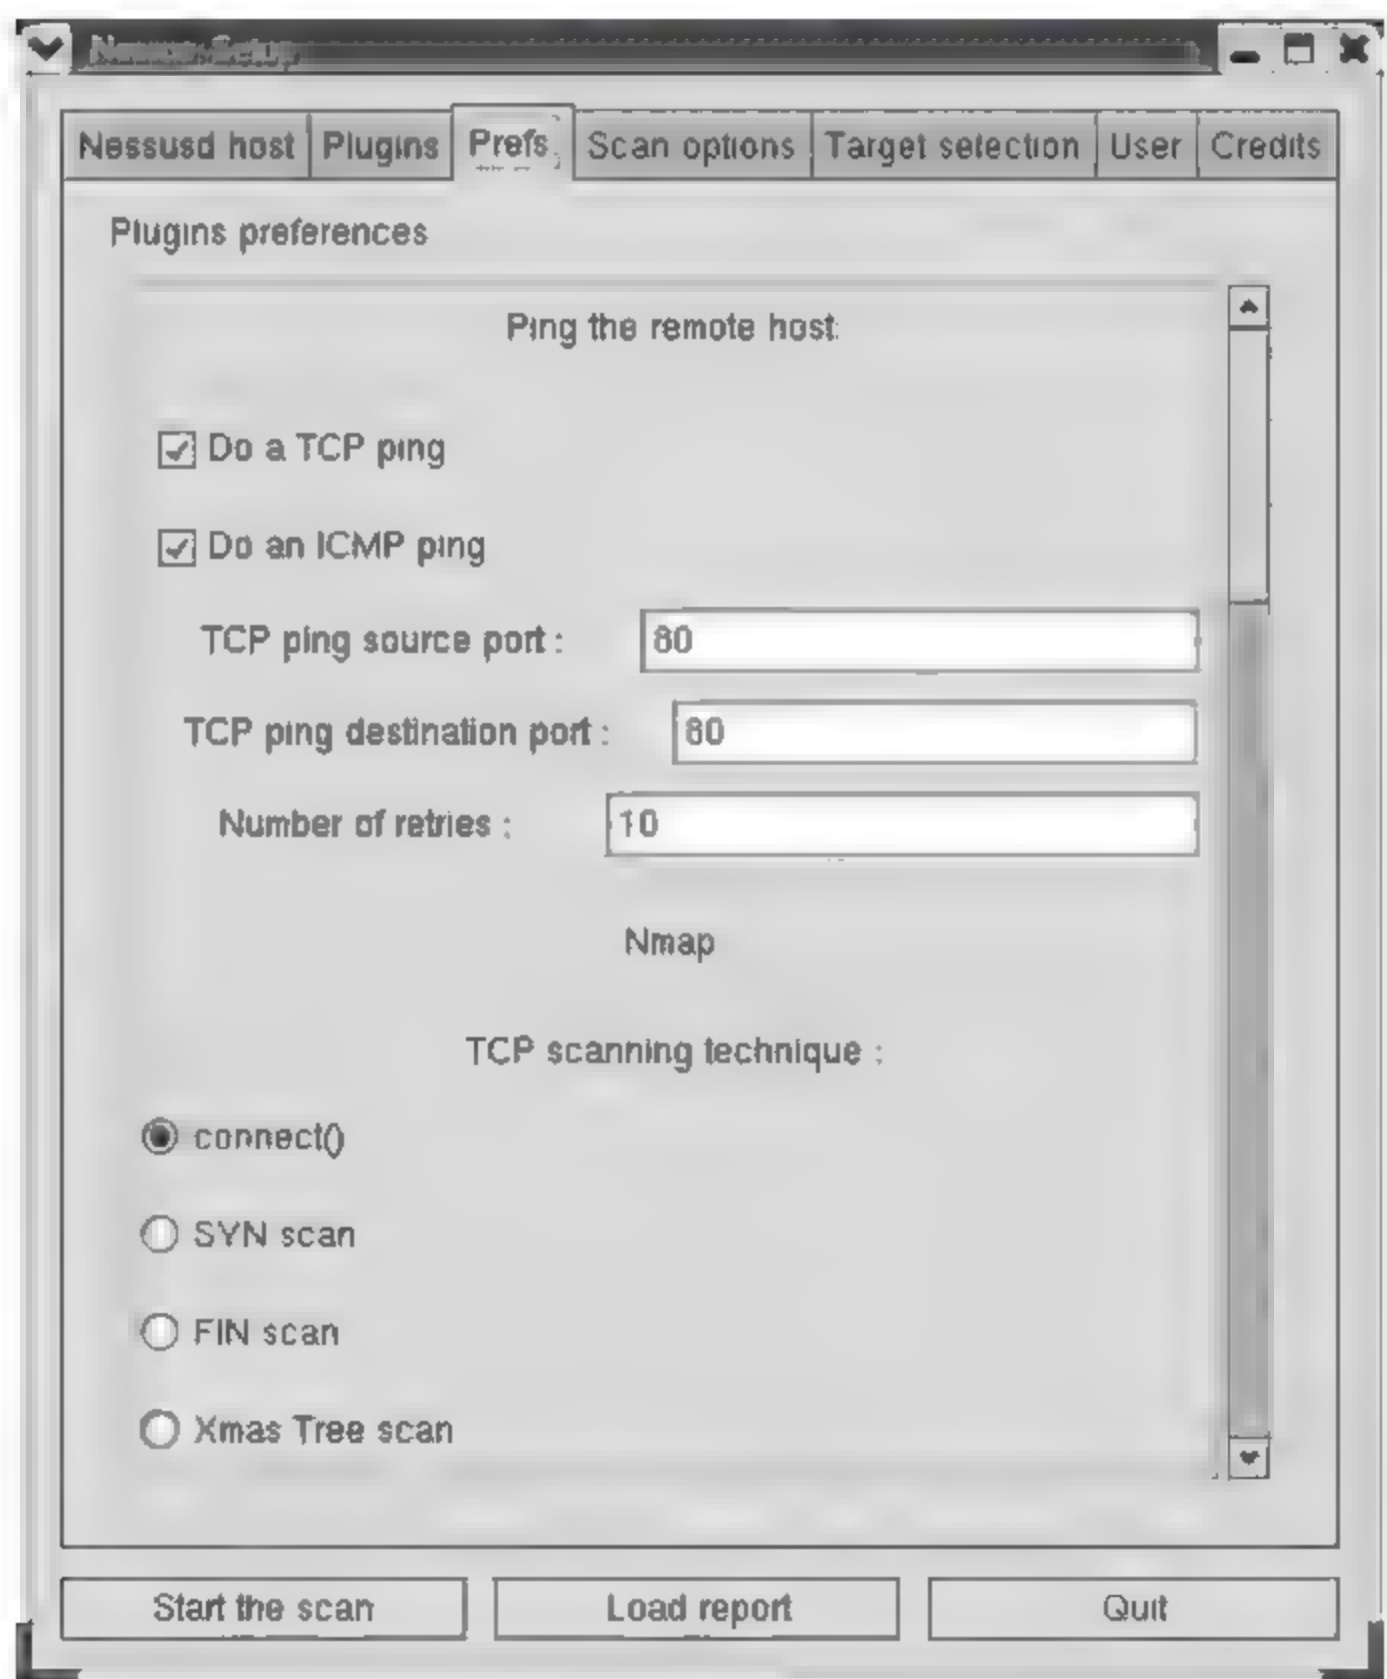 Nessus Setup
Nessusd host Plugins Prefs. Scan options Target selection User Credits
Plugins preferences
Ping the remote host:
Do a TCP ping
Do an ICMP ping
TCP ping source port : 80
TCP ping destination port : 80
Number of retries : 10
Nmap
TCP scanning technique :
connect()
SYN scan
FIN scan
Xmas Tree scan
Start the scan Load report Quit